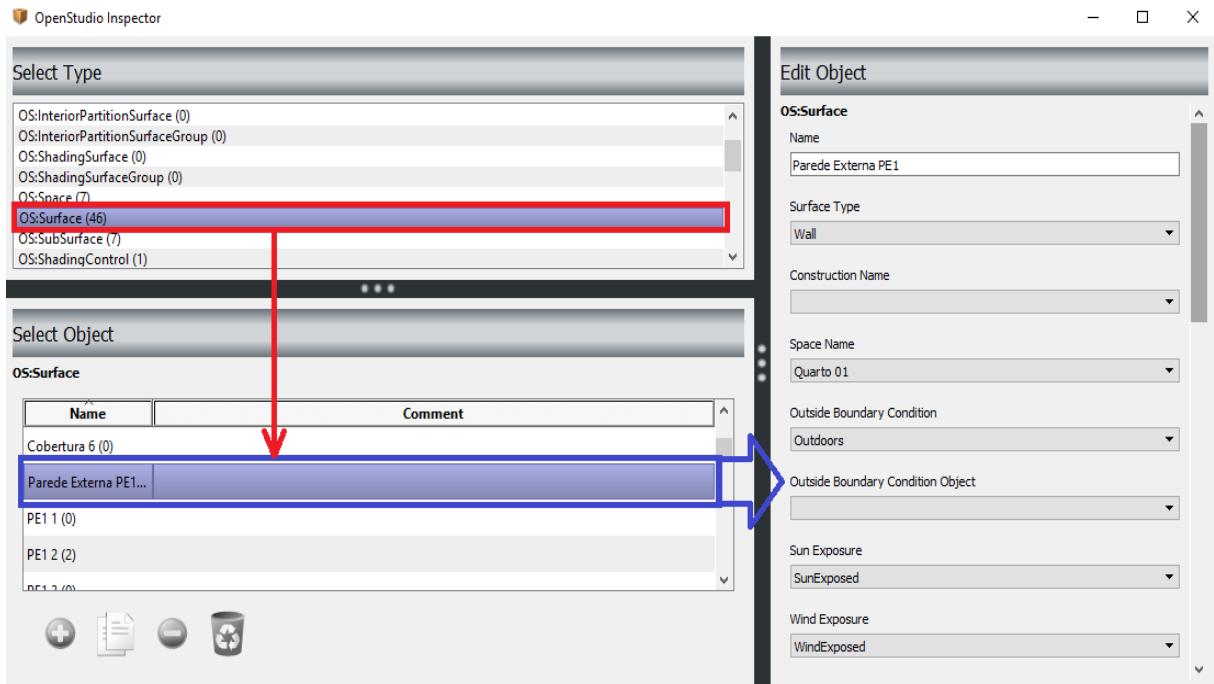 OpenStudio Inspector
Select Type
OS:InteriorPartitionSurface (0)
OS:InteriorPartitionSurfaceGroup (0)
OS:ShadingSurface (0)
OS:ShadingSurfaceGroup (0)
OS:Space (7)
OS:Surface (46)
OS:SubSurface (7)
OS:ShadingControl (1)
Select Object
OS:Surface
Name Comment
Cobertura 6 (0)
Parede Externa PE1...
PE1 1 (0)
PE1 2 (2)
PE1 3 (0)
Edit Object
OS:Surface
Name
Parede Externa PE1
Surface Type
Wall
Construction Name
Space Name
Quarto 01
Outside Boundary Condition
Outdoors
Outside Boundary Condition Object
Sun Exposure
SunExposed
Wind Exposure
WindExposed